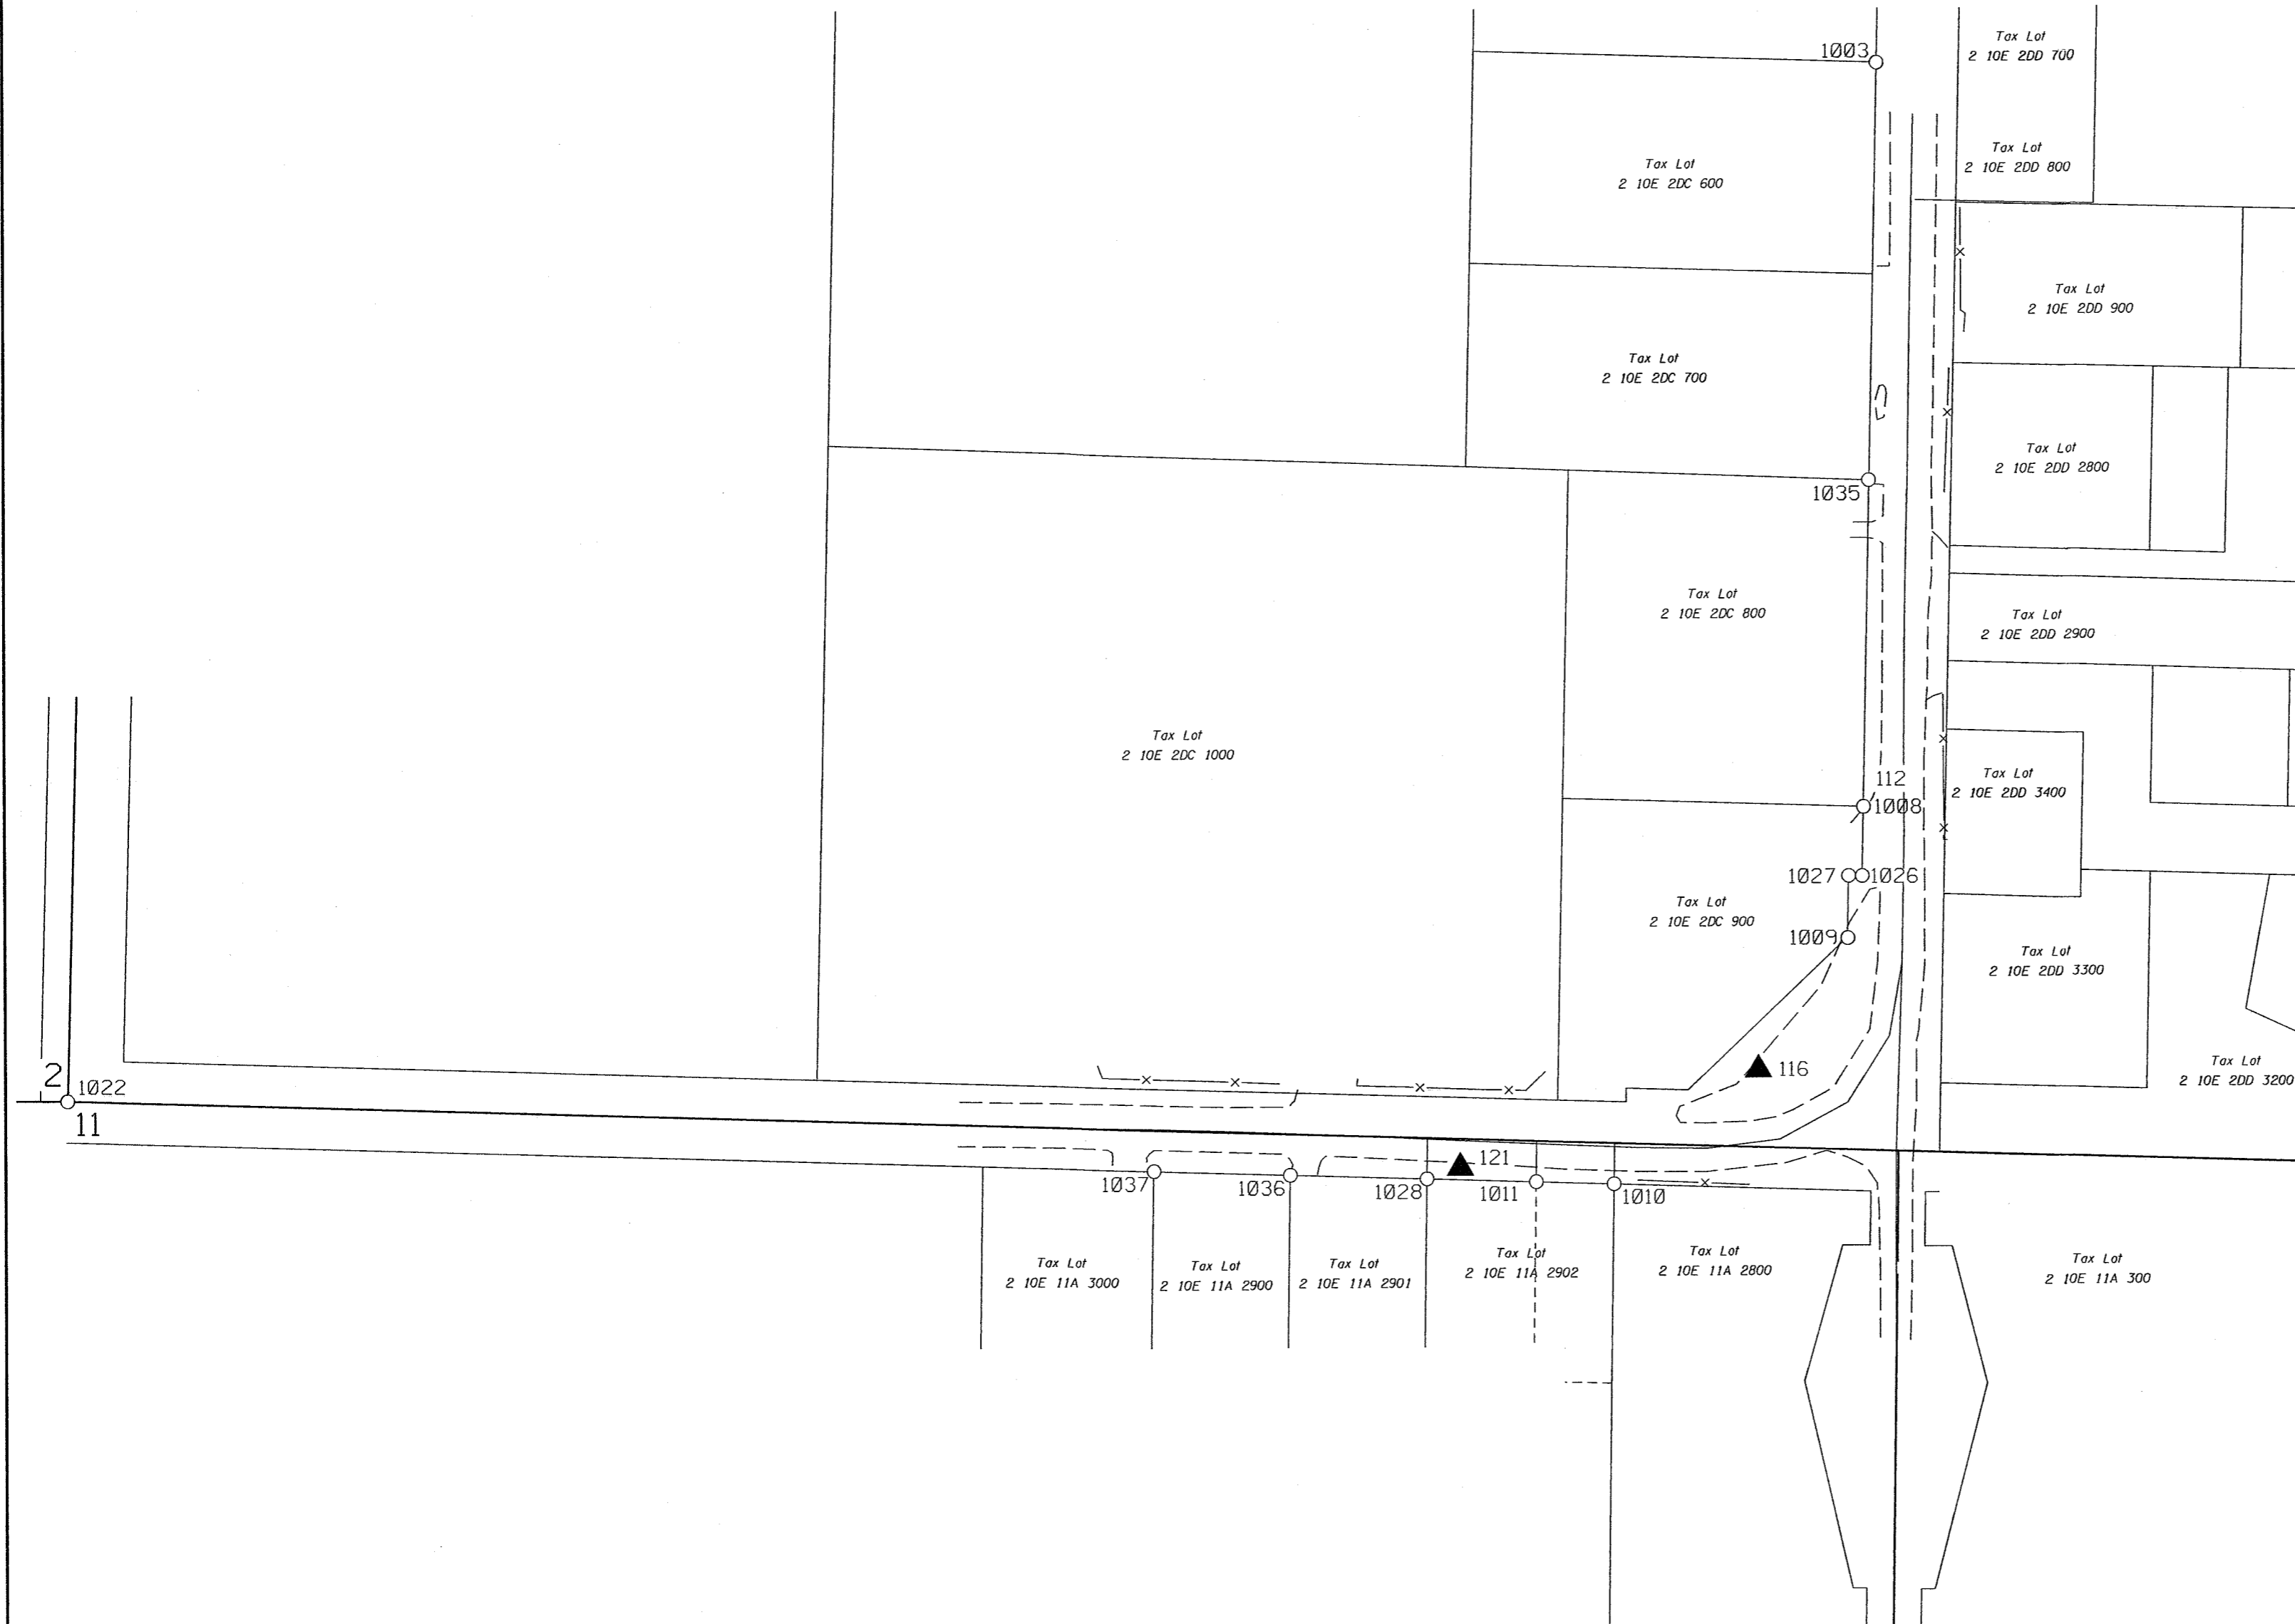 1003
Tax Lot
2 10E 2DD 700
Tax Lot
2 10E 2DD 800
Tax Lot
2 10E 2DC 600
Tax Lot
2 10E 2DD 900
Tax Lot
2 10E 2DC 700
Tax Lot
2 10E 2DD 2800
1035
Tax Lot
2 10E 2DC 800
Tax Lot
2 10E 2DD 2900
Tax Lot
2 10E 2DC 1000
112
1008
Tax Lot
2 10E 2DD 3400
1027
1026
Tax Lot
2 10E 2DC 900
1009
Tax Lot
2 10E 2DD 3300
116
Tax Lot
2 10E 2DD 3200
2
1022
11
121
1037
1036
1028
1011
1010
Tax Lot
2 10E 11A 3000
Tax Lot
2 10E 11A 2900
Tax Lot
2 10E 11A 2901
Tax Lot
2 10E 11A 2902
Tax Lot
2 10E 11A 2800
Tax Lot
2 10E 11A 300